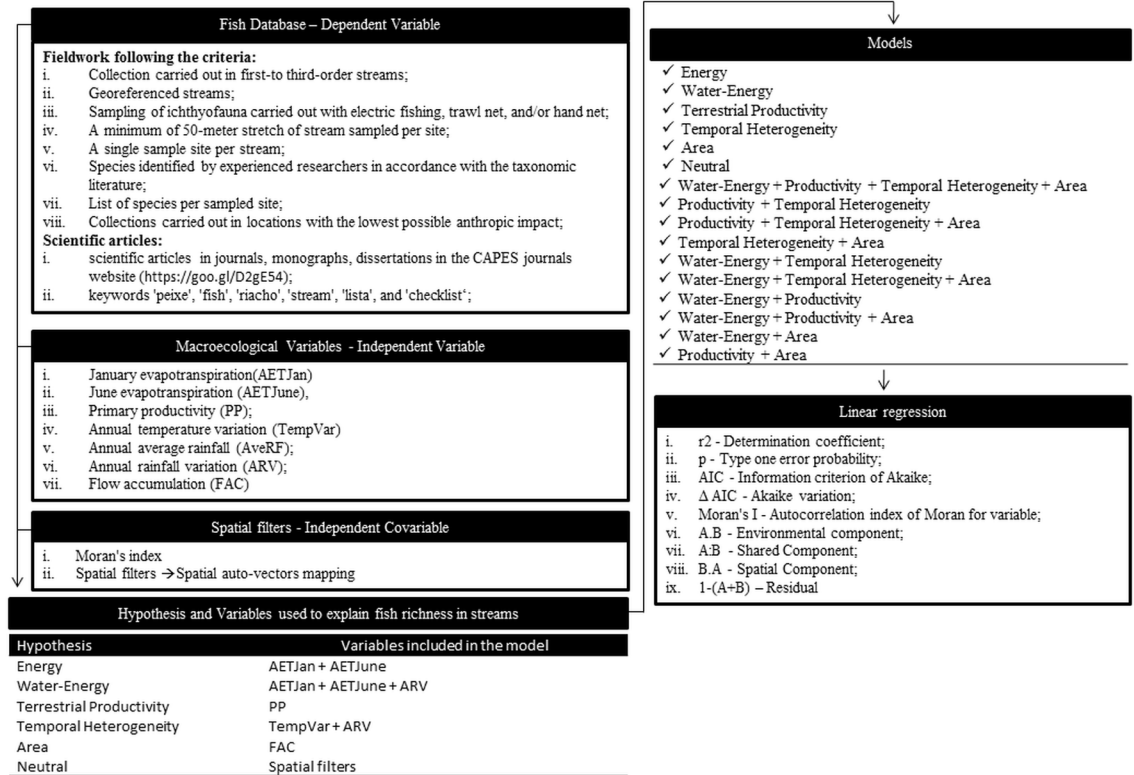 Fish Database – Dependent Variable
Fieldwork following the criteria:
i. Collection carried out in first-to third-order streams;
ii. Georeferenced streams;
iii. Sampling of ichthyofauna carried out with electric fishing, trawl net, and/or hand net;
iv. A minimum of 50-meter stretch of stream sampled per site;
v. A single sample site per stream;
vi. Species identified by experienced researchers in accordance with the taxonomic
literature;
vii. List of species per sampled site;
viii. Collections carried out in locations with the lowest possible anthropic impact;
Scientific articles:
i. scientific articles in journals, monographs, dissertations in the CAPES journals
website (https://goo.gl/D2gE54);
ii. keywords 'peixe', 'fish', 'riacho', 'stream', 'lista', and 'checklist‘;
Macroecological Variables - Independent Variable
i. January evapotranspiration(AETJan)
ii. June evapotranspiration (AETJune),
iii. Primary productivity (PP);
iv. Annual temperature variation (TempVar)
v. Annual average rainfall (AveRF);
vi. Annual rainfall variation (ARV);
vii. Flow accumulation (FAC)
Spatial filters - Independent Covariable
i. Moran's index
ii. Spatial filters → Spatial auto-vectors mapping
Hypothesis and Variables used to explain fish richness in streams
Hypothesis Variables included in the model
Energy AETJan + AETJune
Water-Energy AETJan + AETJune + ARV
Terrestrial Productivity PP
Temporal Heterogeneity TempVar + ARV
Area FAC
Neutral Spatial filters
Models
✓ Energy
✓ Water-Energy
✓ Terrestrial Productivity
✓ Temporal Heterogeneity
✓ Area
✓ Neutral
✓ Water-Energy + Productivity + Temporal Heterogeneity + Area
✓ Productivity + Temporal Heterogeneity
✓ Productivity + Temporal Heterogeneity + Area
✓ Temporal Heterogeneity + Area
✓ Water-Energy + Temporal Heterogeneity
✓ Water-Energy + Temporal Heterogeneity + Area
✓ Water-Energy + Productivity
✓ Water-Energy + Productivity + Area
✓ Water-Energy + Area
✓ Productivity + Area
Linear regression
i. r2 - Determination coefficient;
ii. p - Type one error probability;
iii. AIC - Information criterion of Akaike;
iv. Δ AIC - Akaike variation;
v. Moran's I - Autocorrelation index of Moran for variable;
vi. A.B - Environmental component;
vii. A:B - Shared Component;
viii. B.A - Spatial Component;
ix. 1-(A+B) – Residual